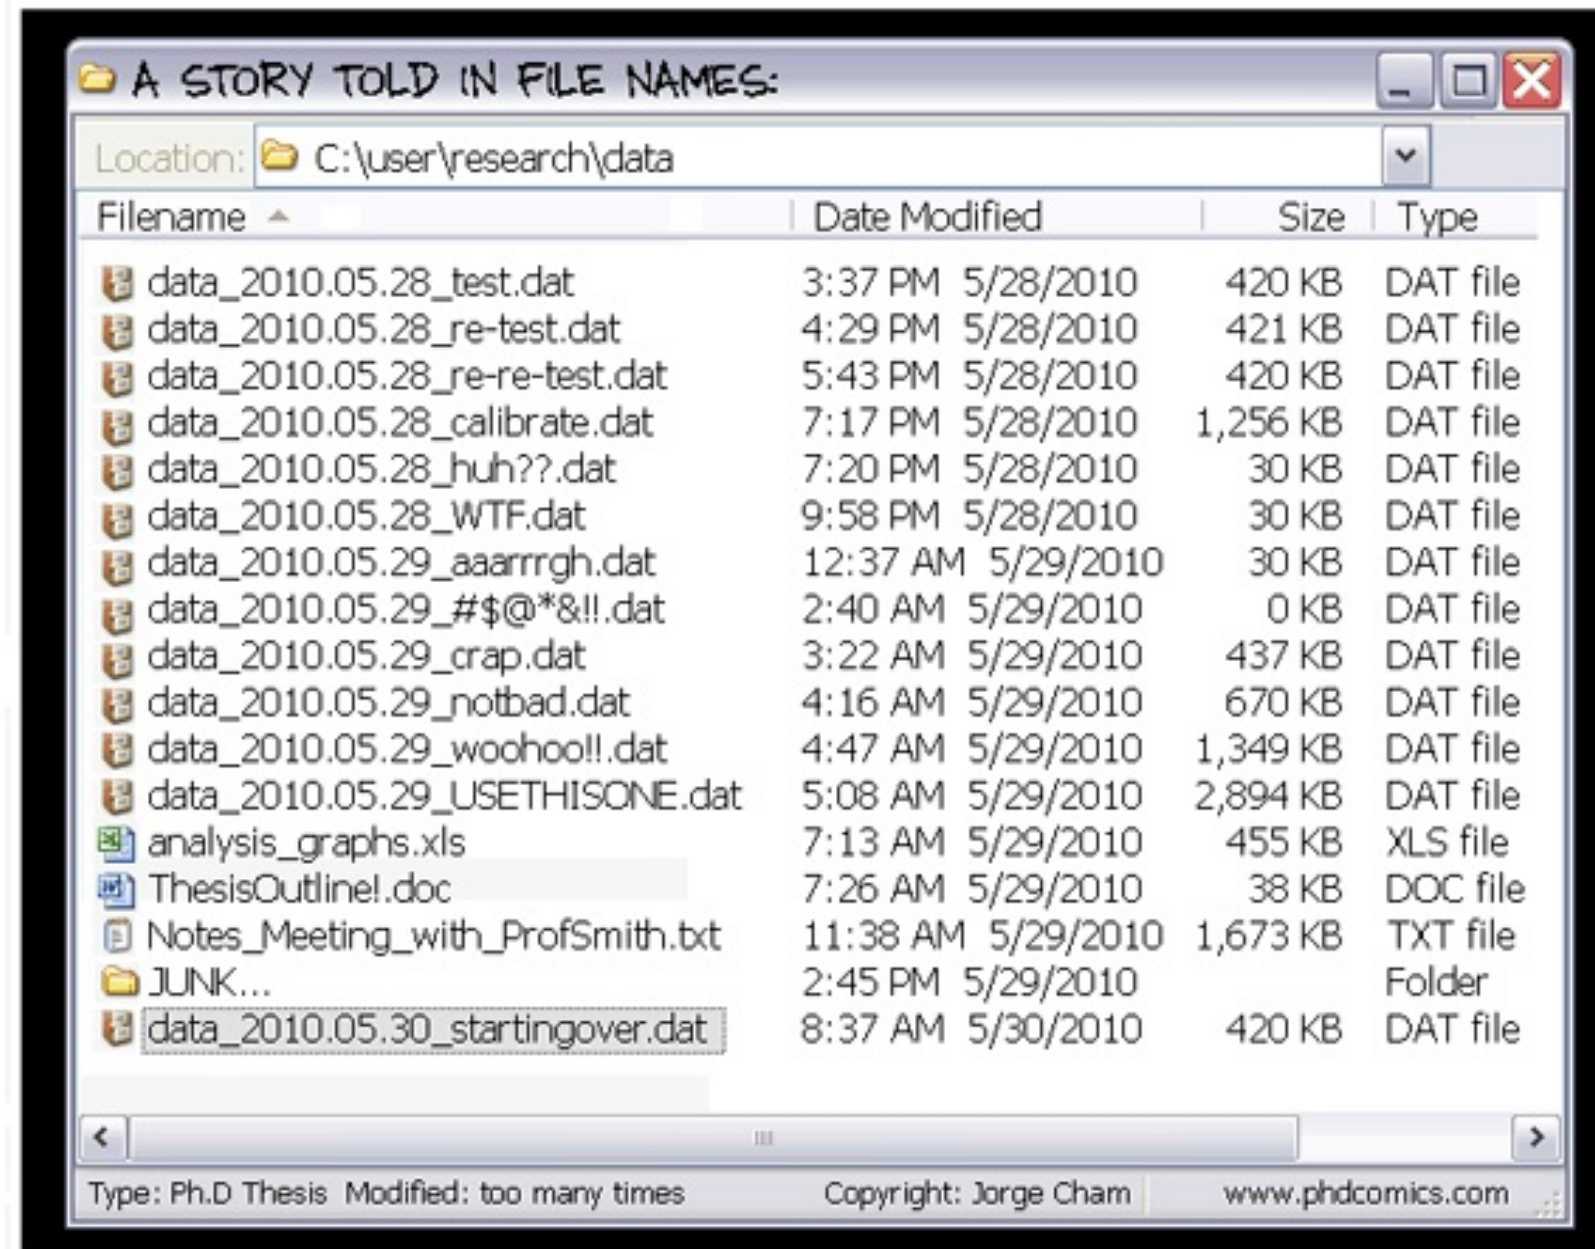 A STORY TOLD IN FILE NAMES:
Location: C:\user\research\data
Filename Date Modified Size Type
data_2010.05.28_test.dat 3:37 PM 5/28/2010 420 KB DAT file
data_2010.05.28_re-test.dat 4:29 PM 5/28/2010 421 KB DAT file
data_2010.05.28_re-re-test.dat 5:43 PM 5/28/2010 420 KB DAT file
data_2010.05.28_calibrate.dat 7:17 PM 5/28/2010 1,256 KB DAT file
data_2010.05.28_huh??.dat 7:20 PM 5/28/2010 30 KB DAT file
data_2010.05.28_WTF.dat 9:58 PM 5/28/2010 30 KB DAT file
data_2010.05.29_aaarrrgh.dat 12:37 AM 5/29/2010 30 KB DAT file
data_2010.05.29_#$@*&!!.dat 2:40 AM 5/29/2010 0 KB DAT file
data_2010.05.29_crap.dat 3:22 AM 5/29/2010 437 KB DAT file
data_2010.05.29_notbad.dat 4:16 AM 5/29/2010 670 KB DAT file
data_2010.05.29_woohoo!!.dat 4:47 AM 5/29/2010 1,349 KB DAT file
data_2010.05.29_USETHISONE.dat 5:08 AM 5/29/2010 2,894 KB DAT file
analysis_graphs.xls 7:13 AM 5/29/2010 455 KB XLS file
ThesisOutline!.doc 7:26 AM 5/29/2010 38 KB DOC file
Notes_Meeting_with_ProfSmith.txt 11:38 AM 5/29/2010 1,673 KB TXT file
JUNK... 2:45 PM 5/29/2010 Folder
data_2010.05.30_startingover.dat 8:37 AM 5/30/2010 420 KB DAT file
Type: Ph.D Thesis Modified: too many times Copyright: Jorge Cham www.phdcomics.com